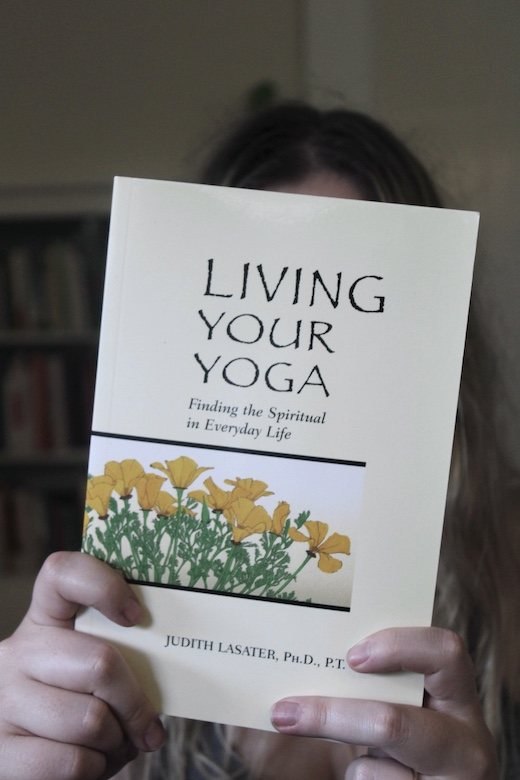 LIVING
YOUR
YOGA
Finding the Spiritual
in Everyday Life
JUDITH LASATER, PH.D., P.T.